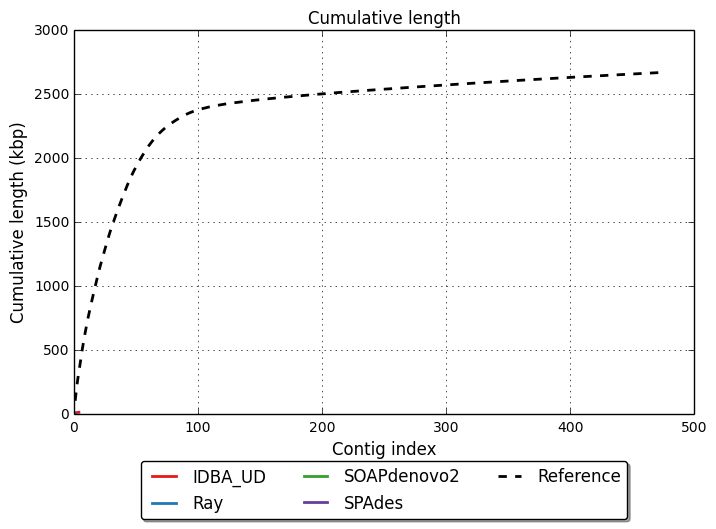 Cumulative length
3000
2500
2000
1500
1000
500
0
Cumulative length (kbp)
0 100 200 300 400 500
Contig index
IDBA_UD SOAPdenovo2 Reference
Ray SPAdes